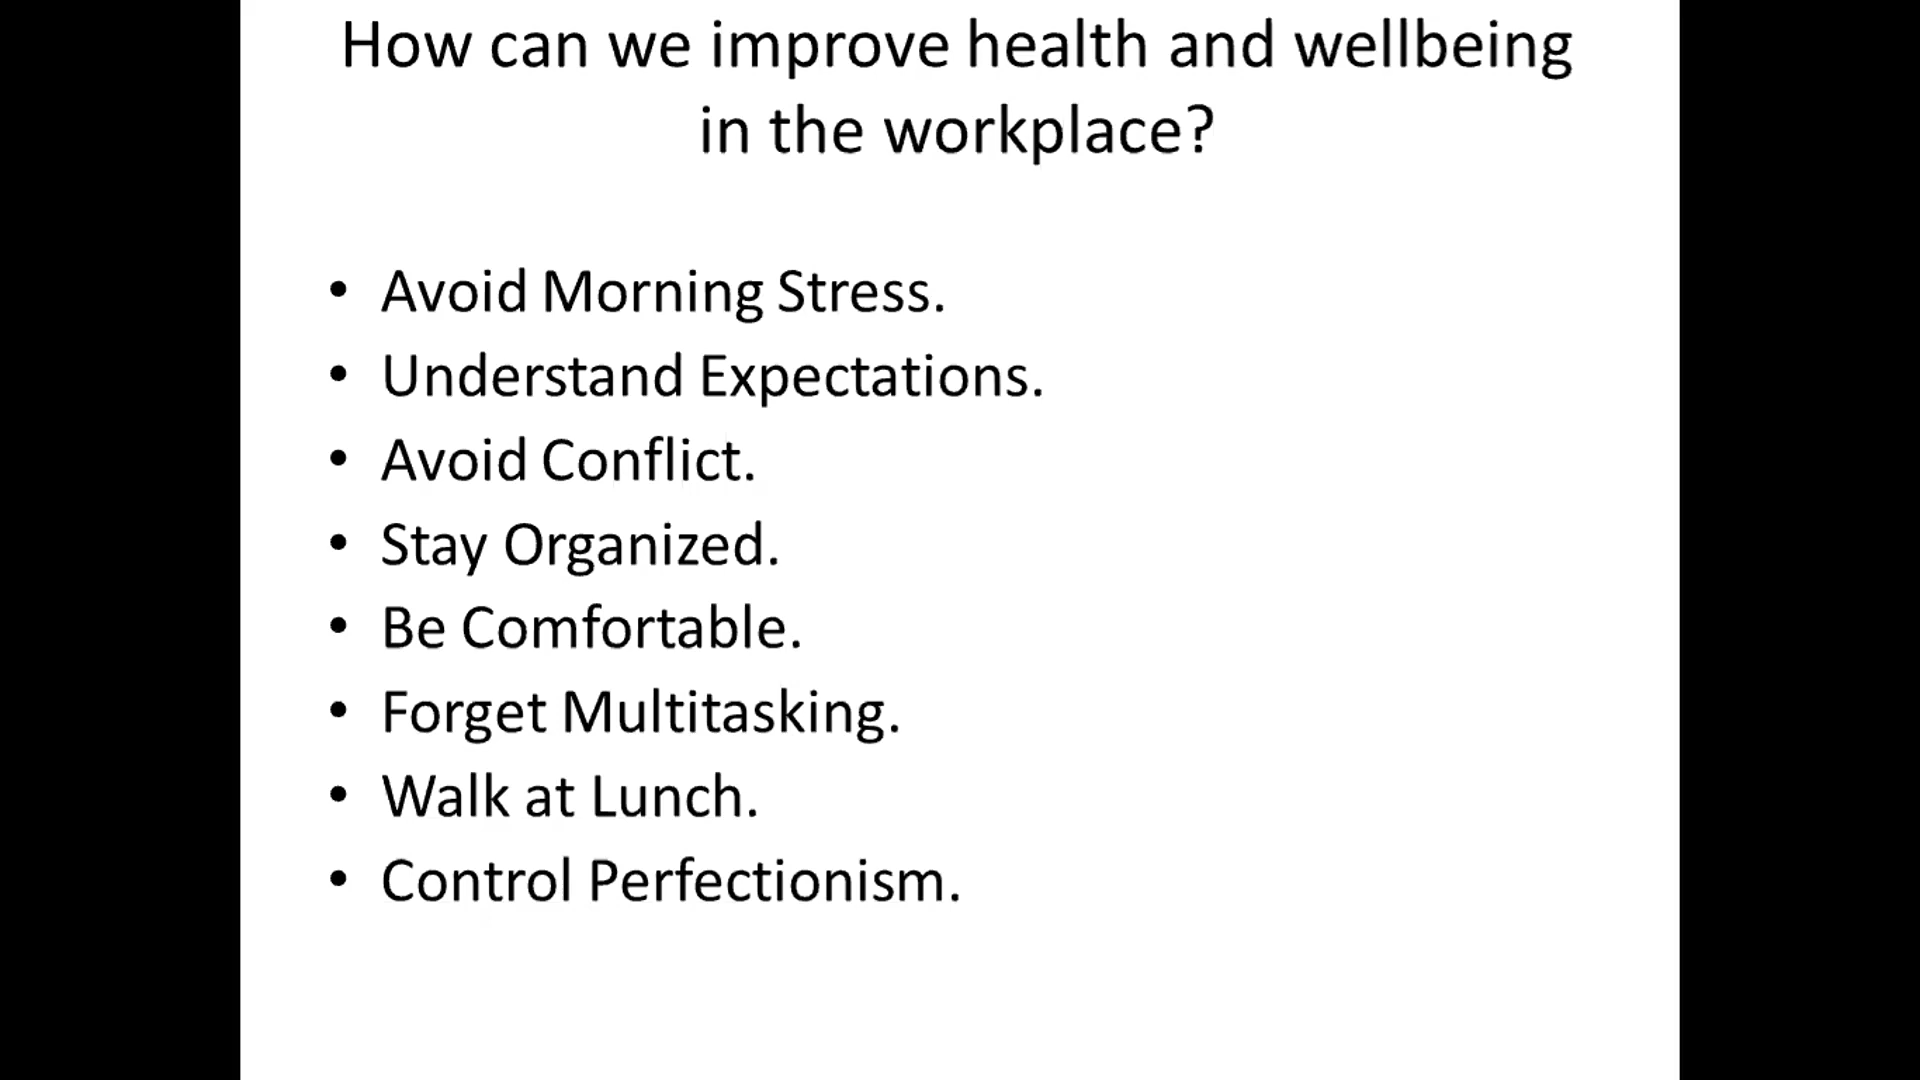 How can we improve health and wellbeing
in the workplace?
• Avoid Morning Stress.
• Understand Expectations.
• Avoid Conflict.
• Stay Organized.
• Be Comfortable.
• Forget Multitasking.
• Walk at Lunch.
• Control Perfectionism.